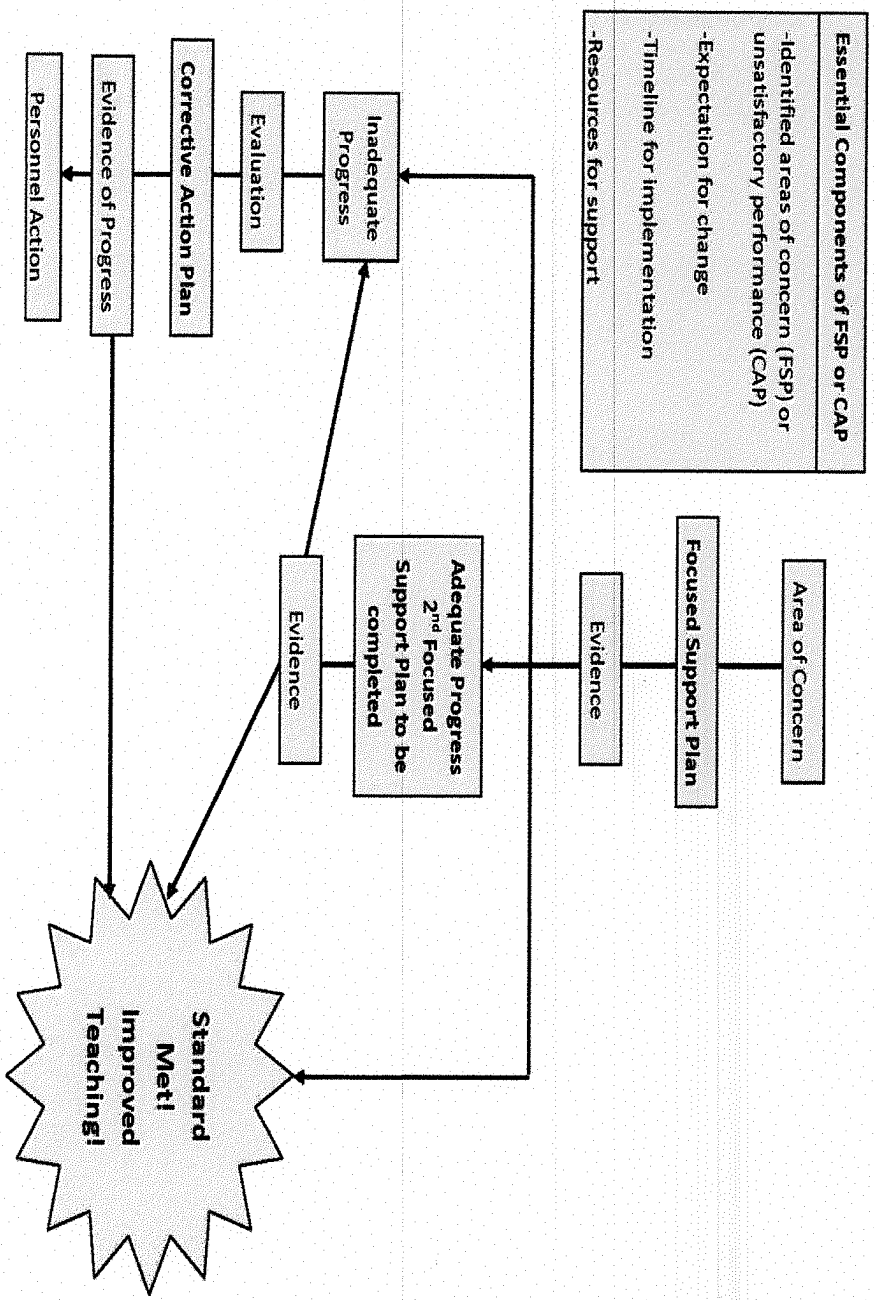 Essential Components of FSP or CAP
-Identified areas of concern (FSP) or
unsatisfactory performance (CAP)
-Expectation for change
-Timeline for implementation
-Resources for support
Area of Concern
Focused Support Plan
Evidence
Adequate Progress
2nd Focused
Support Plan to be
completed
Evidence
Inadequate
Progress
Evaluation
Corrective Action Plan
Evidence of Progress
Personnel Action
Standard
Met!
Improved
Teaching!